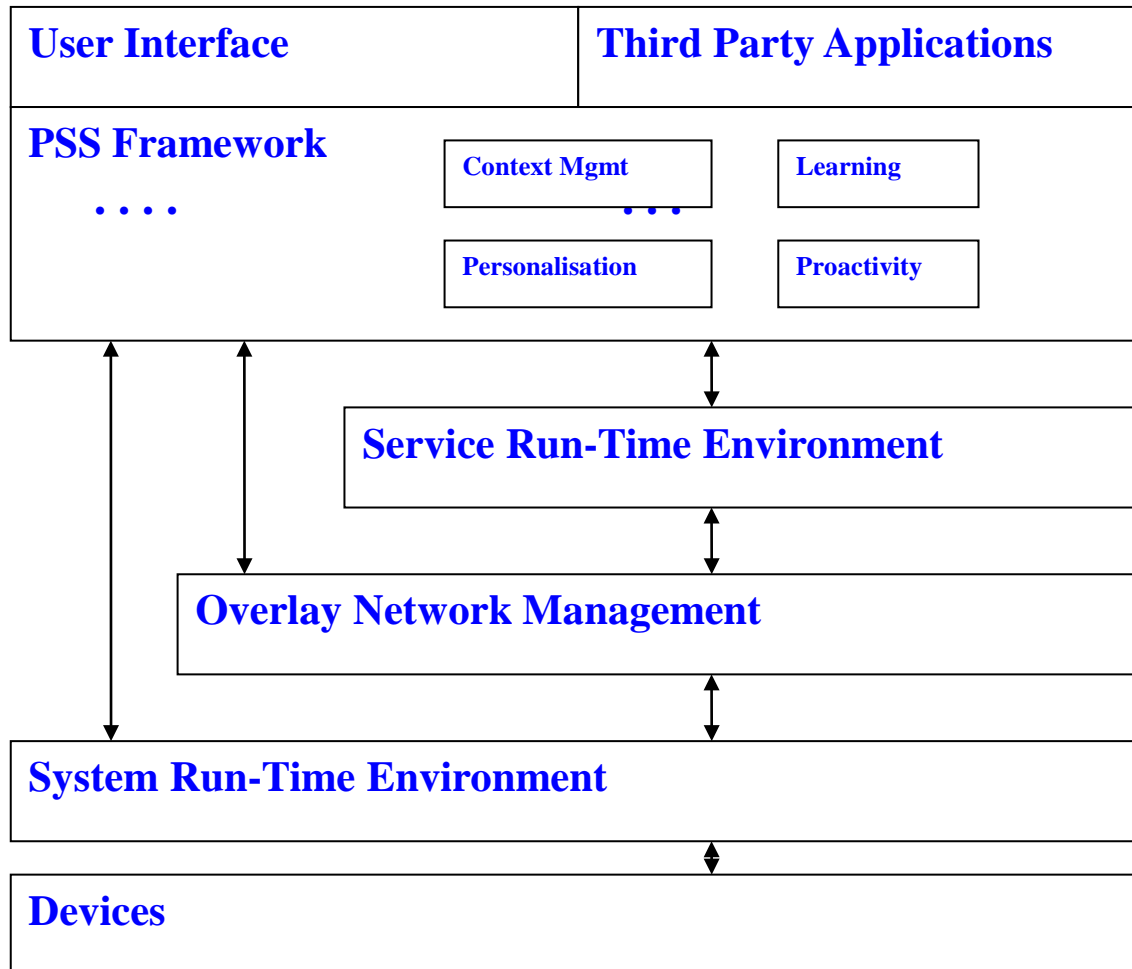 User Interface
Third Party Applications
PSS Framework
Context Mgmt
Learning
. . . .
. . .
Personalisation
Proactivity
Service Run-Time Environment
Overlay Network Management
System Run-Time Environment
Devices